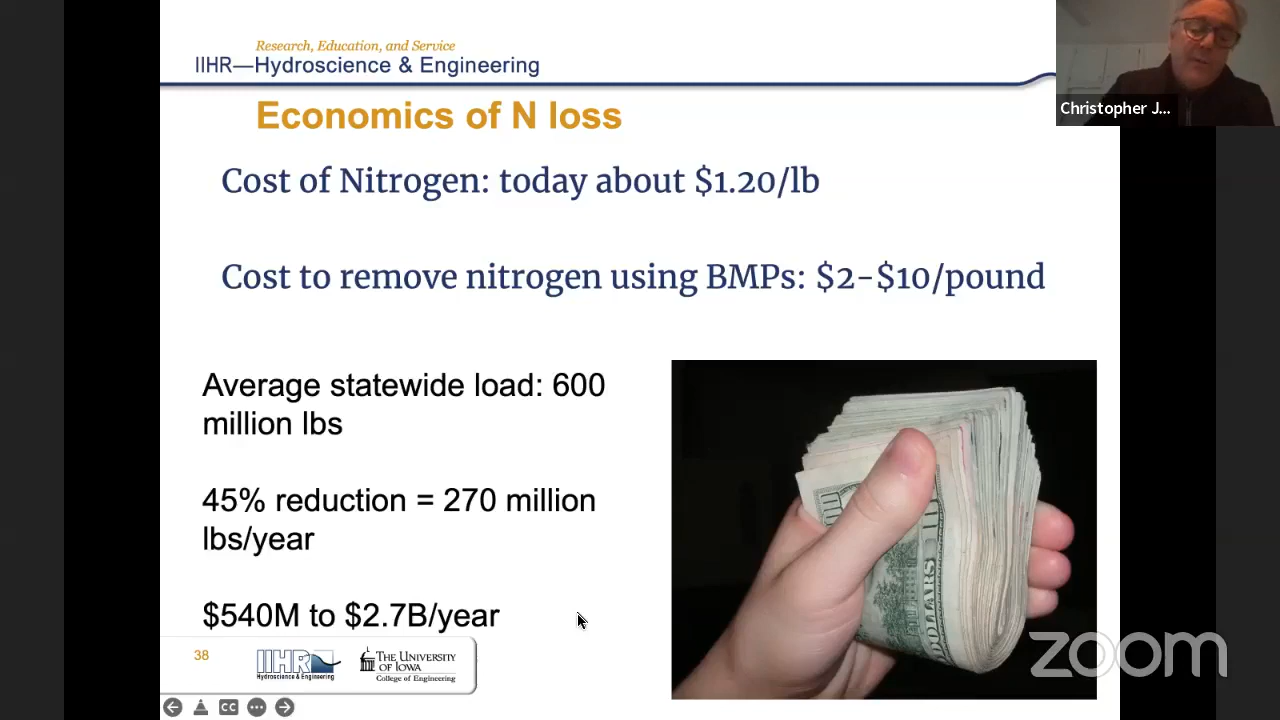 Research, Education, and Service
IIHR—Hydroscience & Engineering
Christopher J...
Economics of N loss
Cost of Nitrogen: today about $1.20/lb
Cost to remove nitrogen using BMPs: $2-$10/pound
Average statewide load: 600
million lbs
45% reduction = 270 million
lbs/year
$540M to $2.7B/year
DOLLARS
38
IIHR
Hydroscience & Engineering
THE UNIVERSITY
OF IOWA
College of Engineering
zoom
CC